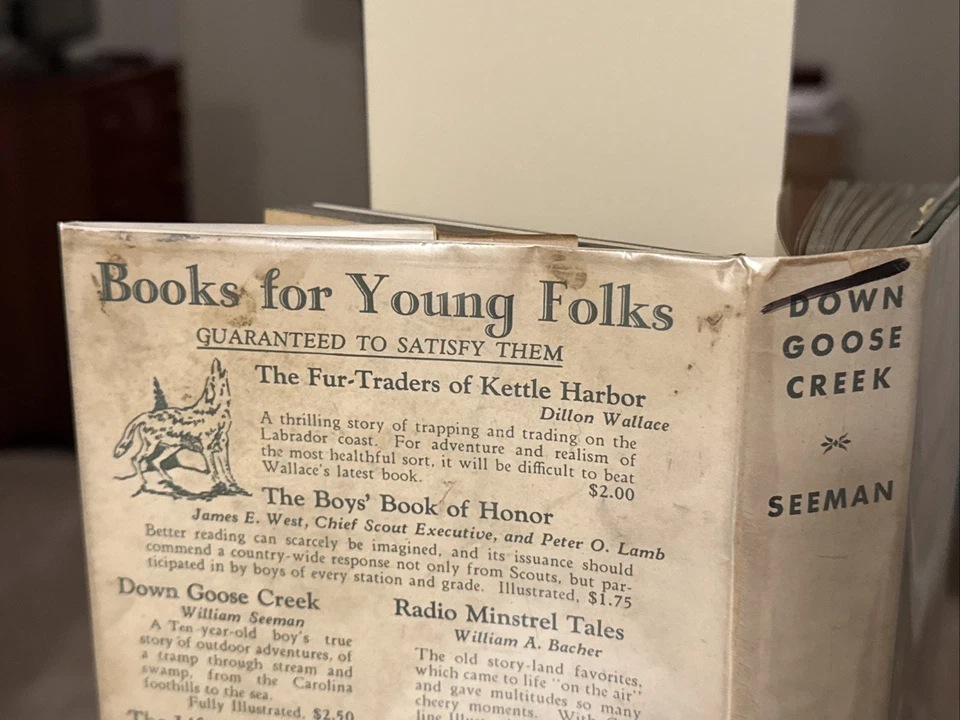 Books for Young Folks
GUARANTEED TO SATISFY THEM
The Fur-Traders of Kettle Harbor
Dillon Wallace
A thrilling story of trapping and trading on the
Labrador coast. For adventure and realism of
the most healthful sort, it will be difficult to beat
Wallace's latest book. $2.00
The Boys' Book of Honor
James E. West, Chief Scout Executive, and Peter O. Lamb
Better reading can scarcely be imagined, and its issuance should
commend a country-wide response not only from Scouts, but par-
ticipated in by boys of every station and grade. Illustrated, $1.75
Down Goose Creek
William Seeman
A Ten-year-old boy's true
story of outdoor adventures, of
a tramp through stream and
swamp, from the Carolina
foothills to the sea.
Fully Illustrated, $2.50
Radio Minstrel Tales
William A. Bacher
The old story-land favorites,
which came to life "on the air"
and gave multitudes so many
cheery moments.
DOWN
GOOSE
CREEK
SEEMAN